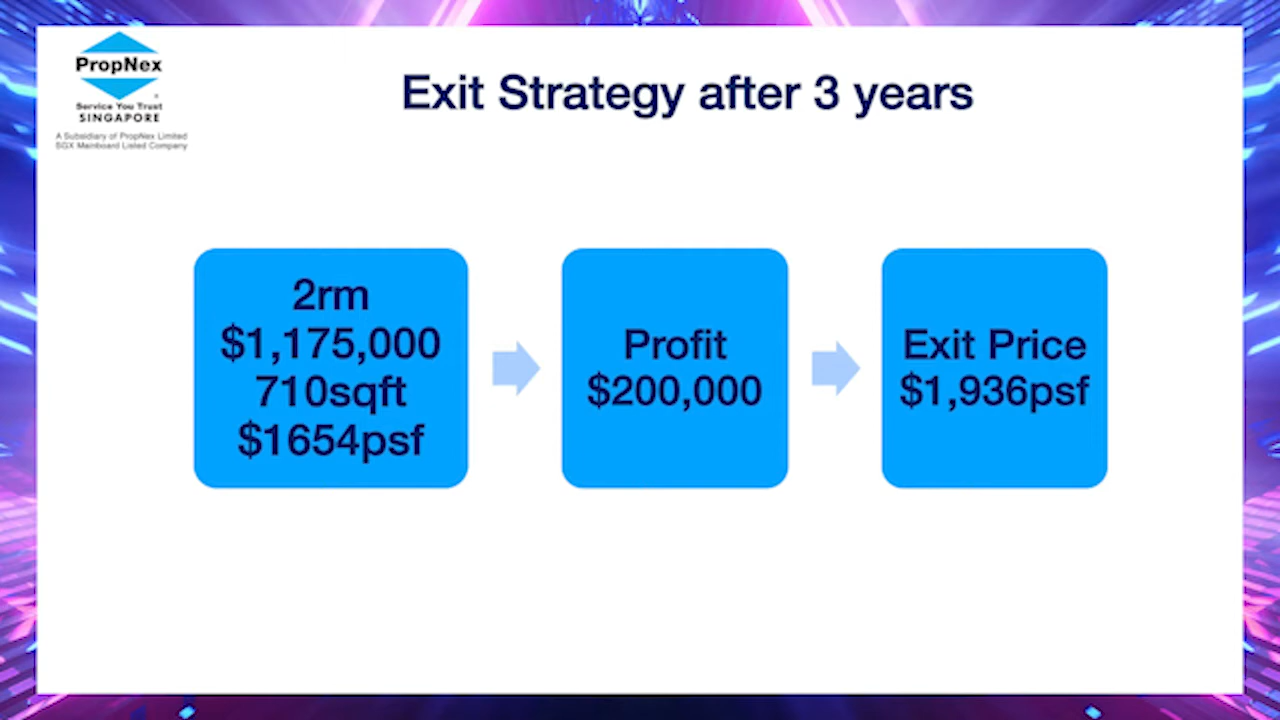 PropNex
Service You Trust
SINGAPORE
A Subsidiary of PropNex Limited
SGX Mainboard Listed Company
Exit Strategy after 3 years
2rm
$1,175,000
710sqft
$1654psf
Profit
$200,000
Exit Price
$1,936psf